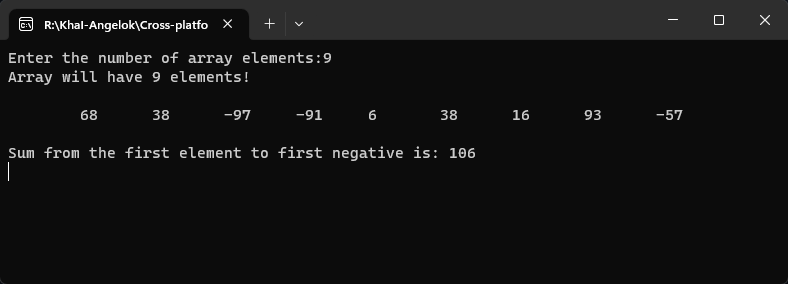 R:\KhaI-Angelok\Cross-platfo
Enter the number of array elements:9
Array will have 9 elements!
68 38 -97 -91 6 38 16 93 -57
Sum from the first element to first negative is: 106